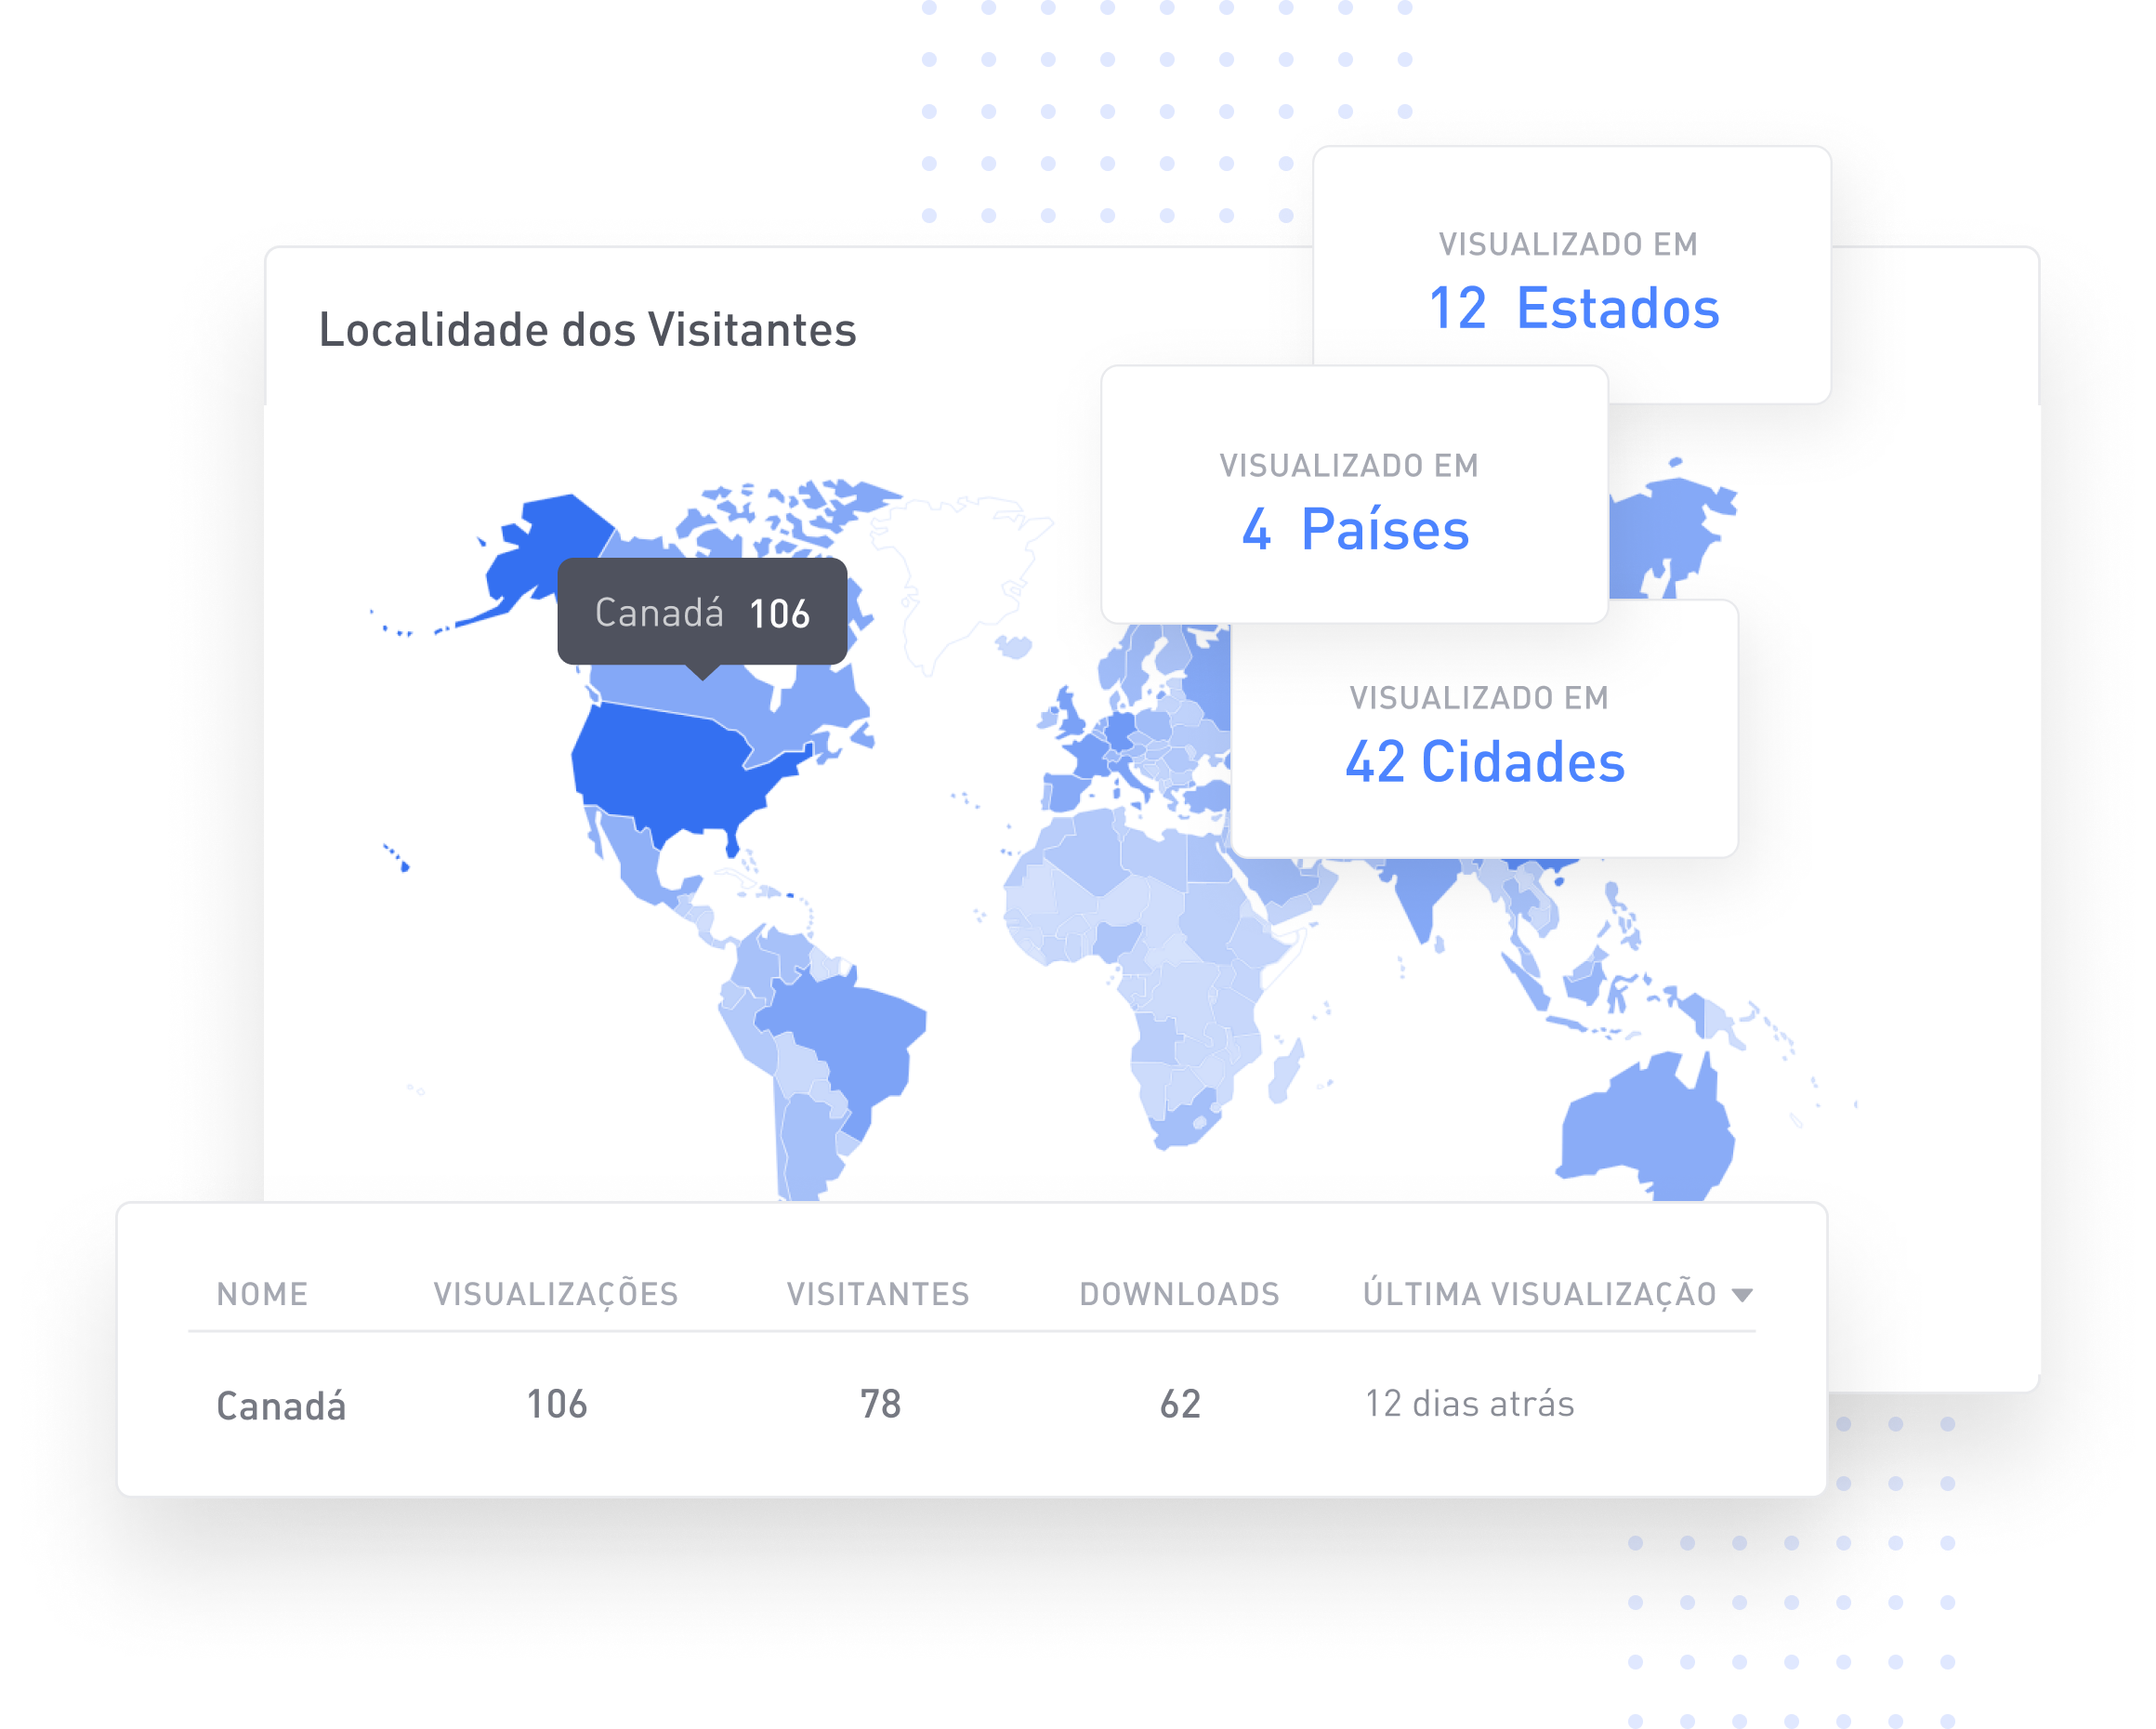 VISUALIZADO EM
12 Estados
Localidade dos Visitantes
VISUALIZADO EM
4 Países
Canadá 106
VISUALIZADO EM
42 Cidades
NOME VISUALIZAÇÕES VISITANTES DOWNLOADS ÚLTIMA VISUALIZAÇÃO
Canadá 106 78 62 12 dias atrás